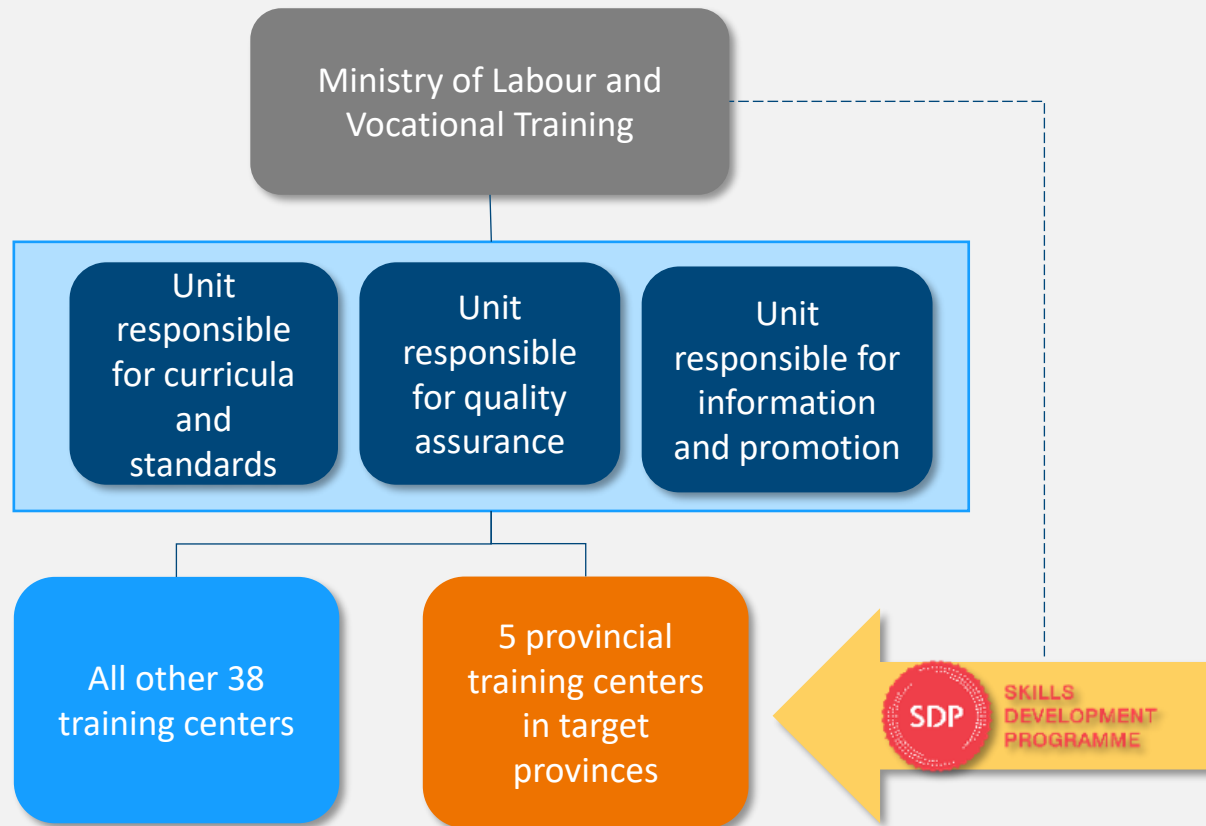 Ministry of Labour and
Vocational Training
Unit
responsible
for curricula
and
standards
Unit
responsible
for quality
assurance
Unit
responsible for
information
and promotion
All other 38
training centers
5 provincial
training centers
in target
provinces
SDP
SKILLS
DEVELOPMENT
PROGRAMME